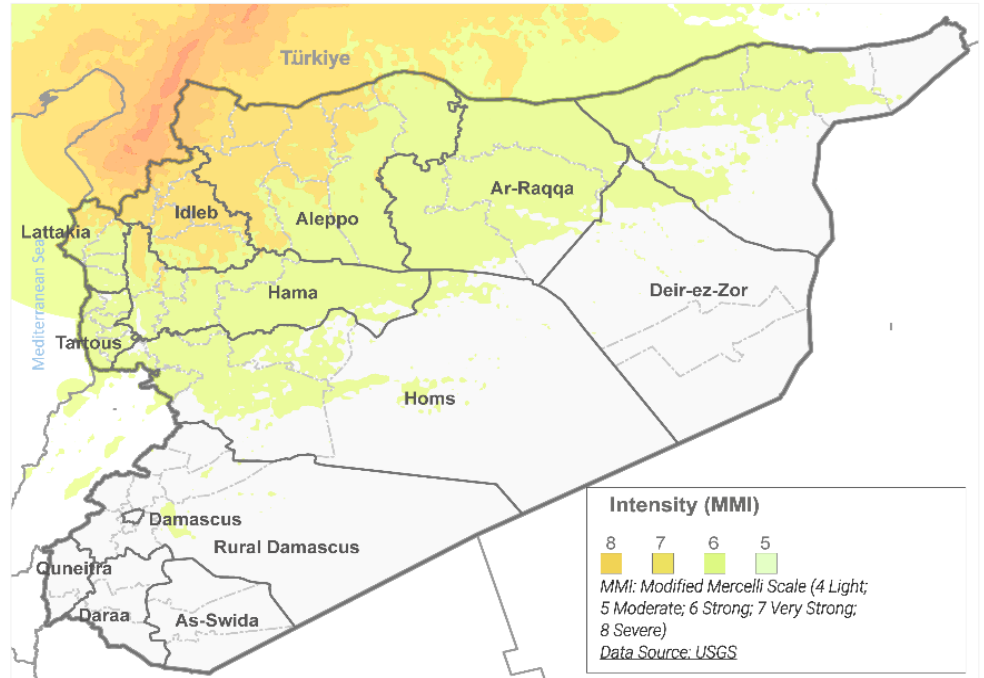 Türkiye
Ar-Raqqa
Idleb
Aleppo
Lattakia
Mediterranean Sea
Hama
Deir-ez-Zor
Tartous
Homs
Damascus
Rural Damascus
Quneitra
Daraa
As-Swida
Intensity (MMI)
8 7 6 5
MMI: Modified Mercelli Scale (4 Light;
5 Moderate; 6 Strong; 7 Very Strong;
8 Severe)
Data Source: USGS